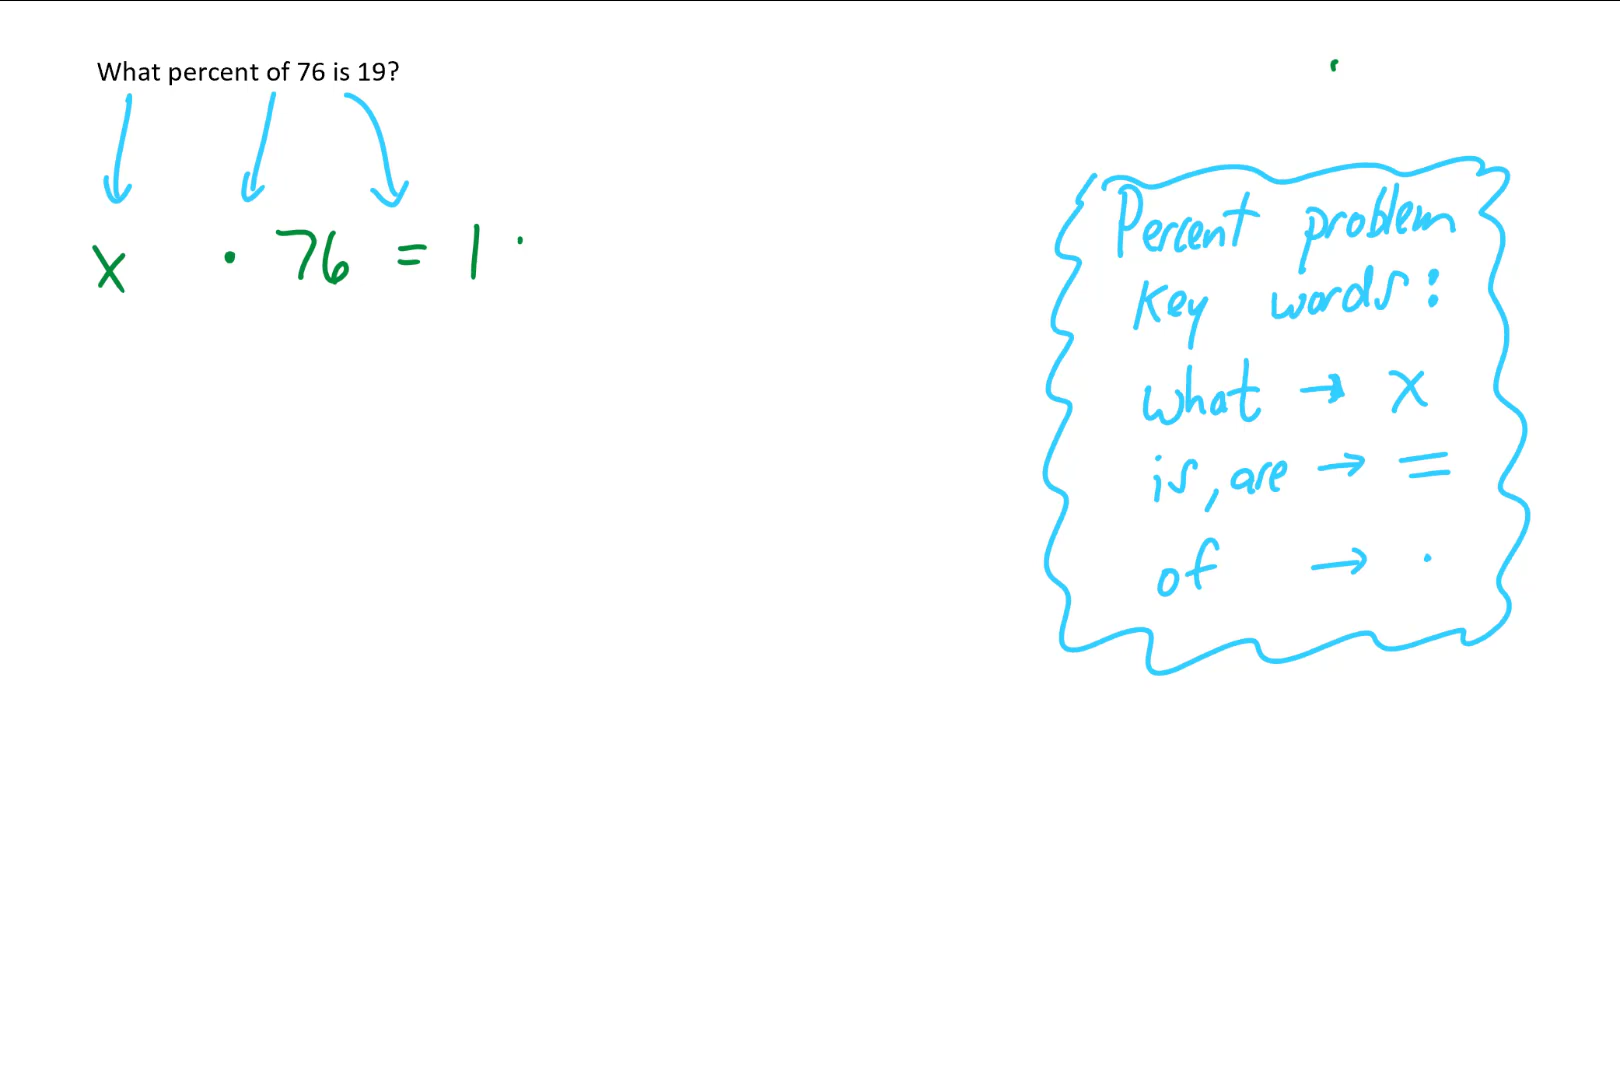 What percent of 76 is 19?
x · 76 = 1
Percent problem
Key words:
what → x
is, are → =
of → ·